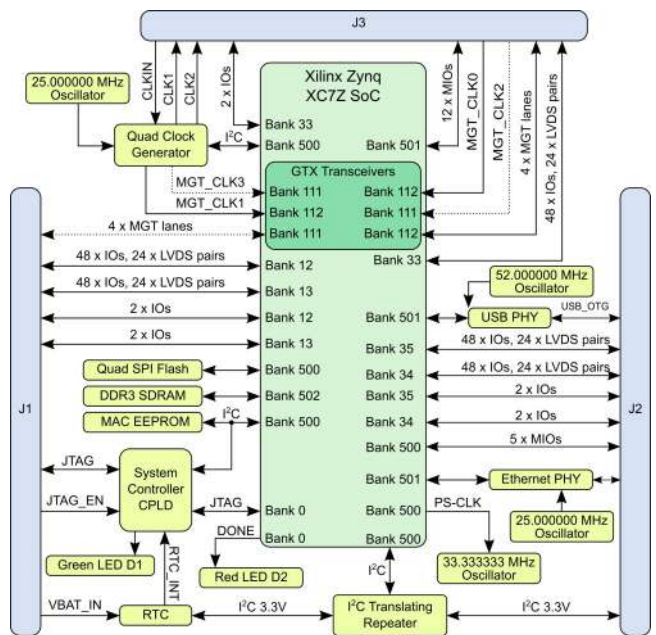 J3
CLKIN
CLK1
CLK2
2 x IOs
12 x MIOs
MGT_CLK0
MGT_CLK2
4 x MGT lanes
48 x IOs, 24 x LVDS pairs
25.000000 MHz
Oscillator
Xilinx Zynq
XC7Z SoC
Quad Clock
Generator
I²C
Bank 33
Bank 500
Bank 501
GTX Transceivers
MGT_CLK3
Bank 111
Bank 112
MGT_CLK1
Bank 112
Bank 111
4 x MGT lanes
Bank 111
Bank 112
48 x IOs, 24 x LVDS pairs
Bank 12
Bank 33
48 x IOs, 24 x LVDS pairs
Bank 13
52.000000 MHz
Oscillator
2 x IOs
Bank 12
Bank 501
USB PHY
USB_OTG
2 x IOs
Bank 13
Bank 35
48 x IOs, 24 x LVDS pairs
Quad SPI Flash
Bank 500
Bank 34
48 x IOs, 24 x LVDS pairs
DDR3 SDRAM
Bank 502
Bank 35
2 x IOs
J1
J2
MAC EEPROM
I²C
Bank 500
Bank 34
2 x IOs
Bank 500
5 x MIOs
JTAG
System
Controller
CPLD
Bank 501
Ethernet PHY
JTAG_EN
JTAG
Bank 0
Bank 500
PS-CLK
25.000000 MHz
Oscillator
DONE
Bank 0
Bank 500
Green LED D1
RTC_INT
Red LED D2
I²C
33.333333 MHz
Oscillator
VBAT_IN
RTC
I²C 3.3V
I²C Translating
Repeater
I²C 3.3V